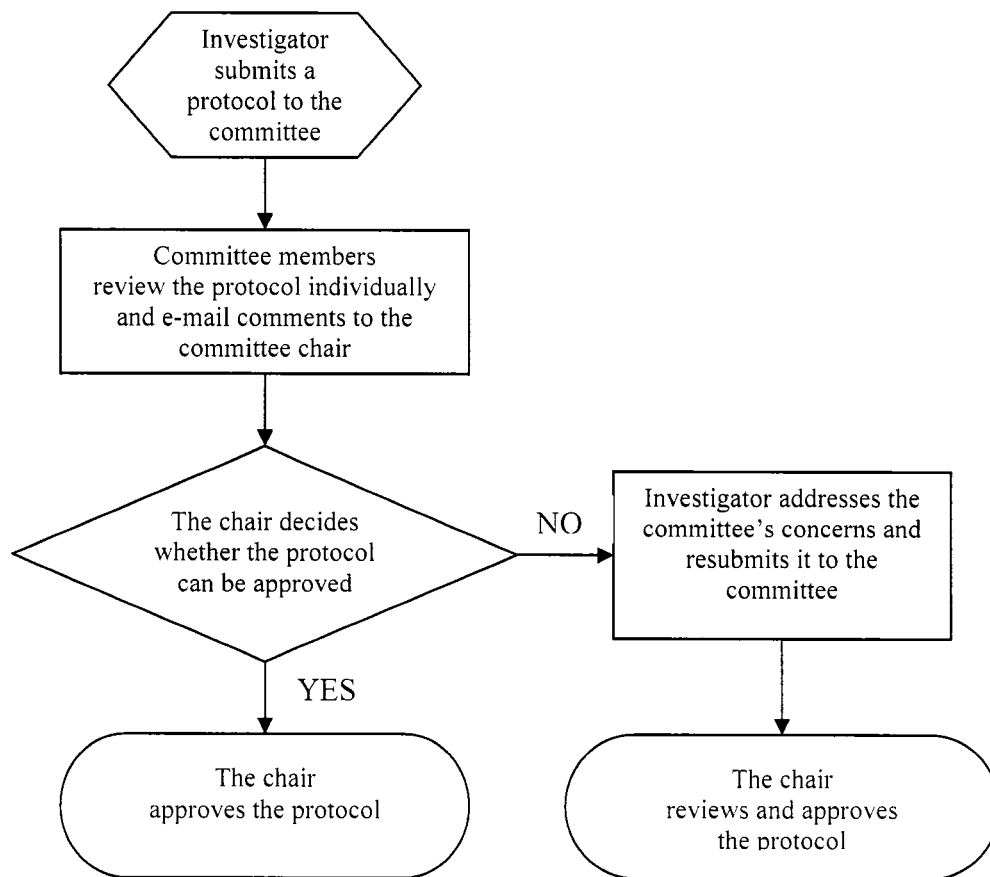 Investigator
submits a
protocol to the
committee
Committee members
review the protocol individually
and e-mail comments to the
committee chair
The chair decides
whether the protocol
can be approved
NO
Investigator addresses the
committee's concerns and
resubmits it to the
committee
YES
The chair
approves the protocol
The chair
reviews and approves
the protocol